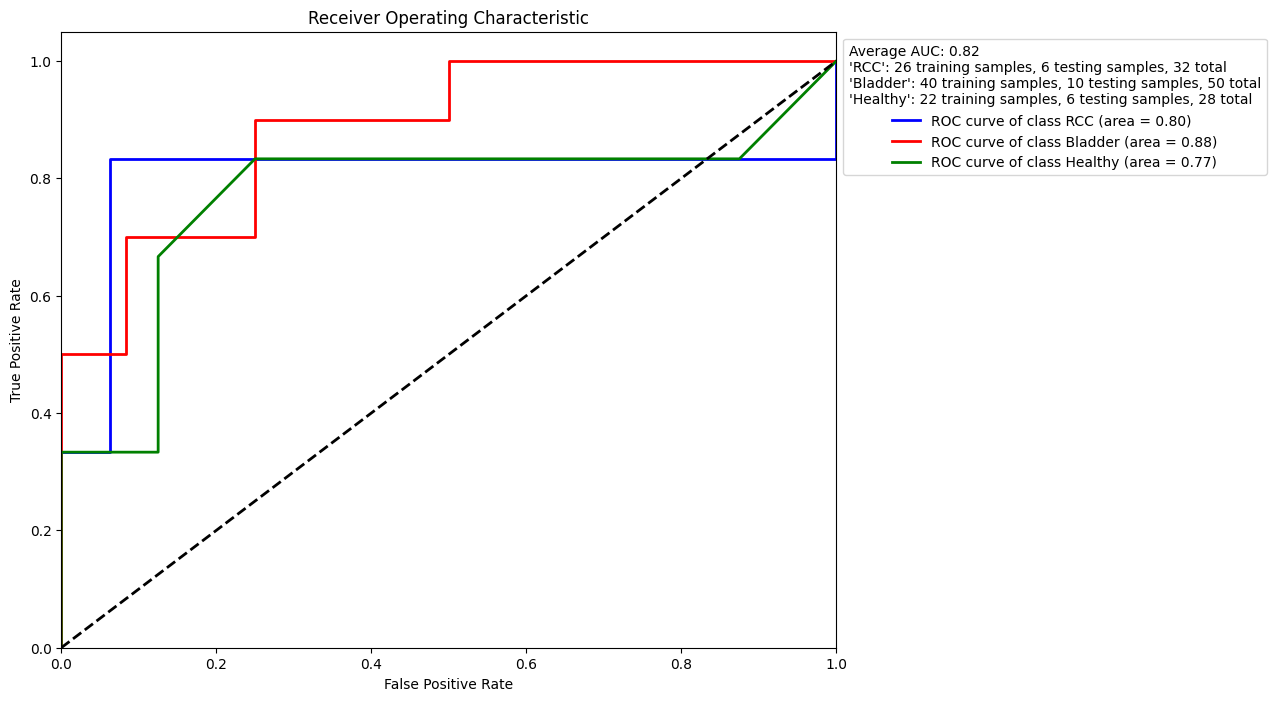 Receiver Operating Characteristic
Average AUC: 0.82
'RCC': 26 training samples, 6 testing samples, 32 total
'Bladder': 40 training samples, 10 testing samples, 50 total
'Healthy': 22 training samples, 6 testing samples, 28 total
ROC curve of class RCC (area = 0.80)
ROC curve of class Bladder (area = 0.88)
ROC curve of class Healthy (area = 0.77)
True Positive Rate
1.0
0.8
0.6
0.4
0.2
0.0
0.0 0.2 0.4 0.6 0.8 1.0
False Positive Rate